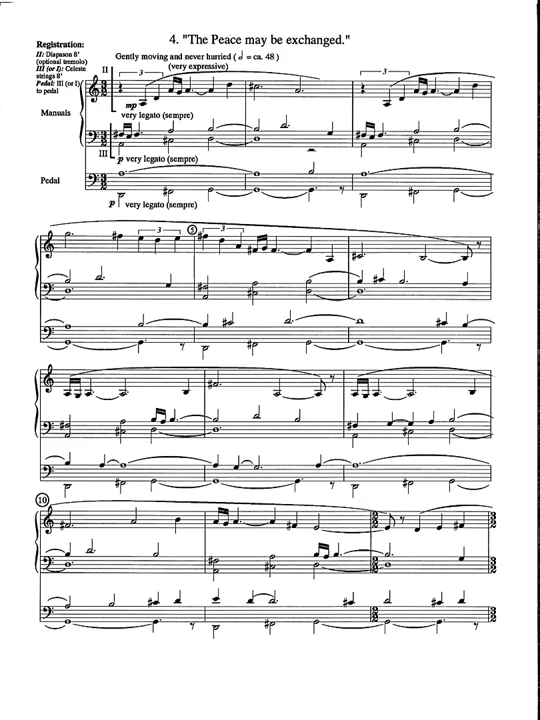 4. "The Peace may be exchanged."
Registration:
II: Diapason 8'
(optional tremolo)
III (or I): Celeste
strings 8'
Pedal: III (or I)
to pedal
Gently moving and never hurried ( = ca. 48 )
(very expressive)
II
3
3
3
mp
very legato (sempre)
Manuals
III
p very legato (sempre)
Pedal
p very legato (sempre)
3
5
3
10